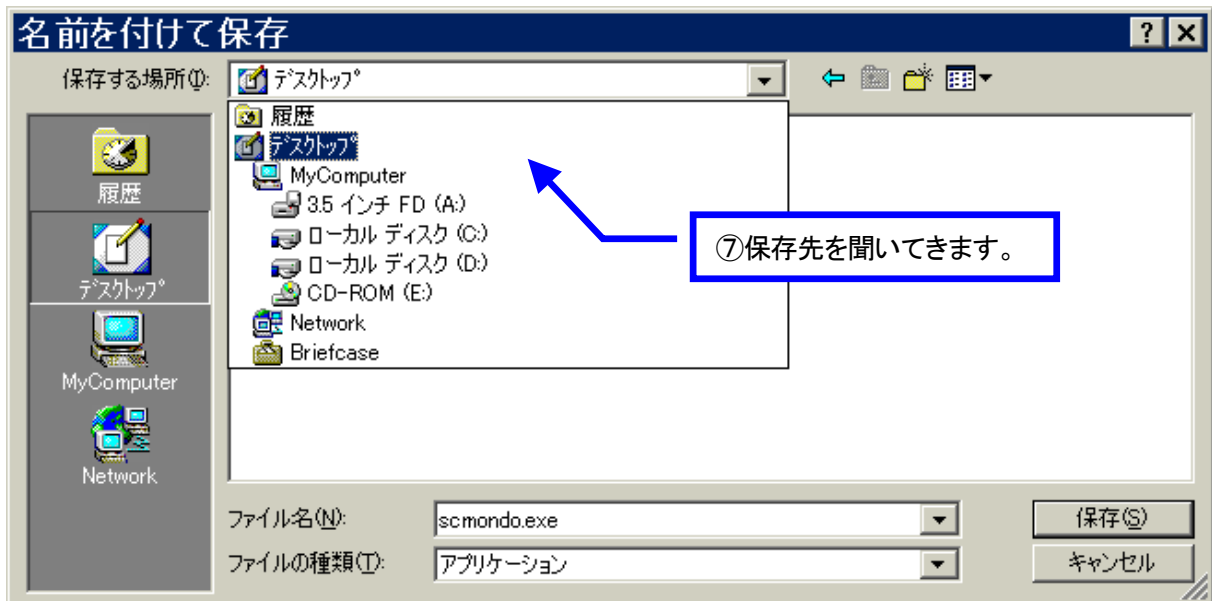 名前を付けて保存
保存する場所(I):
ﾃﾞｽｸﾄｯﾌﾟ
履歴
ﾃﾞｽｸﾄｯﾌﾟ
MyComputer
3.5 インチ FD (A:)
ローカル ディスク (C:)
ローカル ディスク (D:)
CD-ROM (E:)
Network
Briefcase
履歴
ﾃﾞｽｸﾄｯﾌﾟ
MyComputer
Network
⑦保存先を聞いてきます。
ファイル名(N):
scmondo.exe
保存(S)
ファイルの種類(T):
アプリケーション
キャンセル